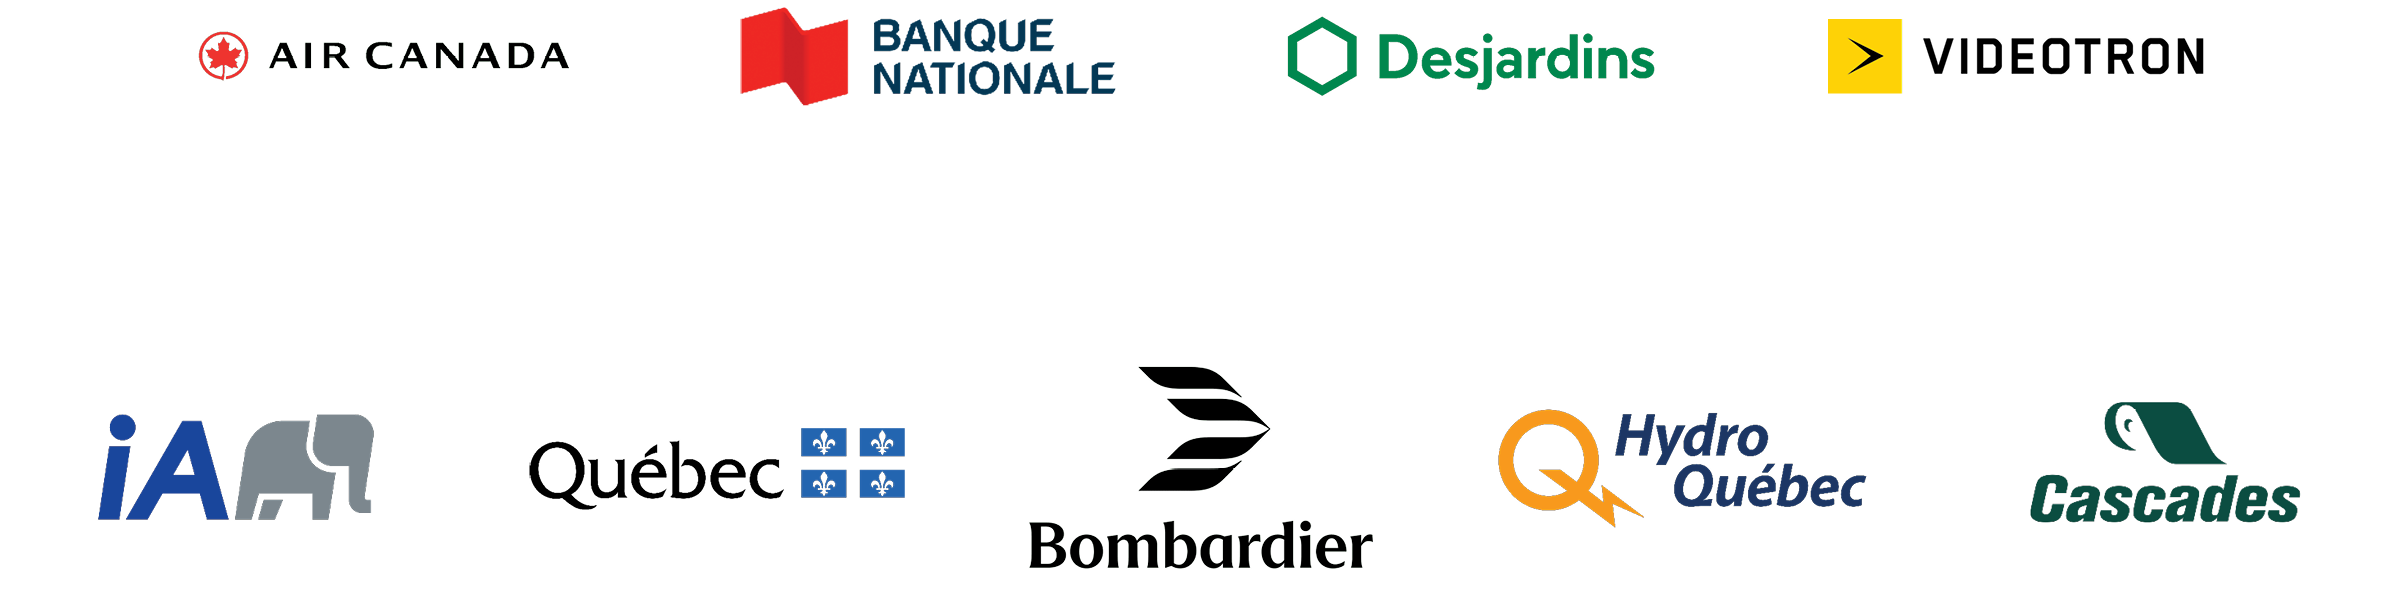 AIR CANADA
BANQUE
NATIONALE
Desjardins
VIDEOTRON
iA
Québec
Bombardier
Hydro
Québec
Cascades